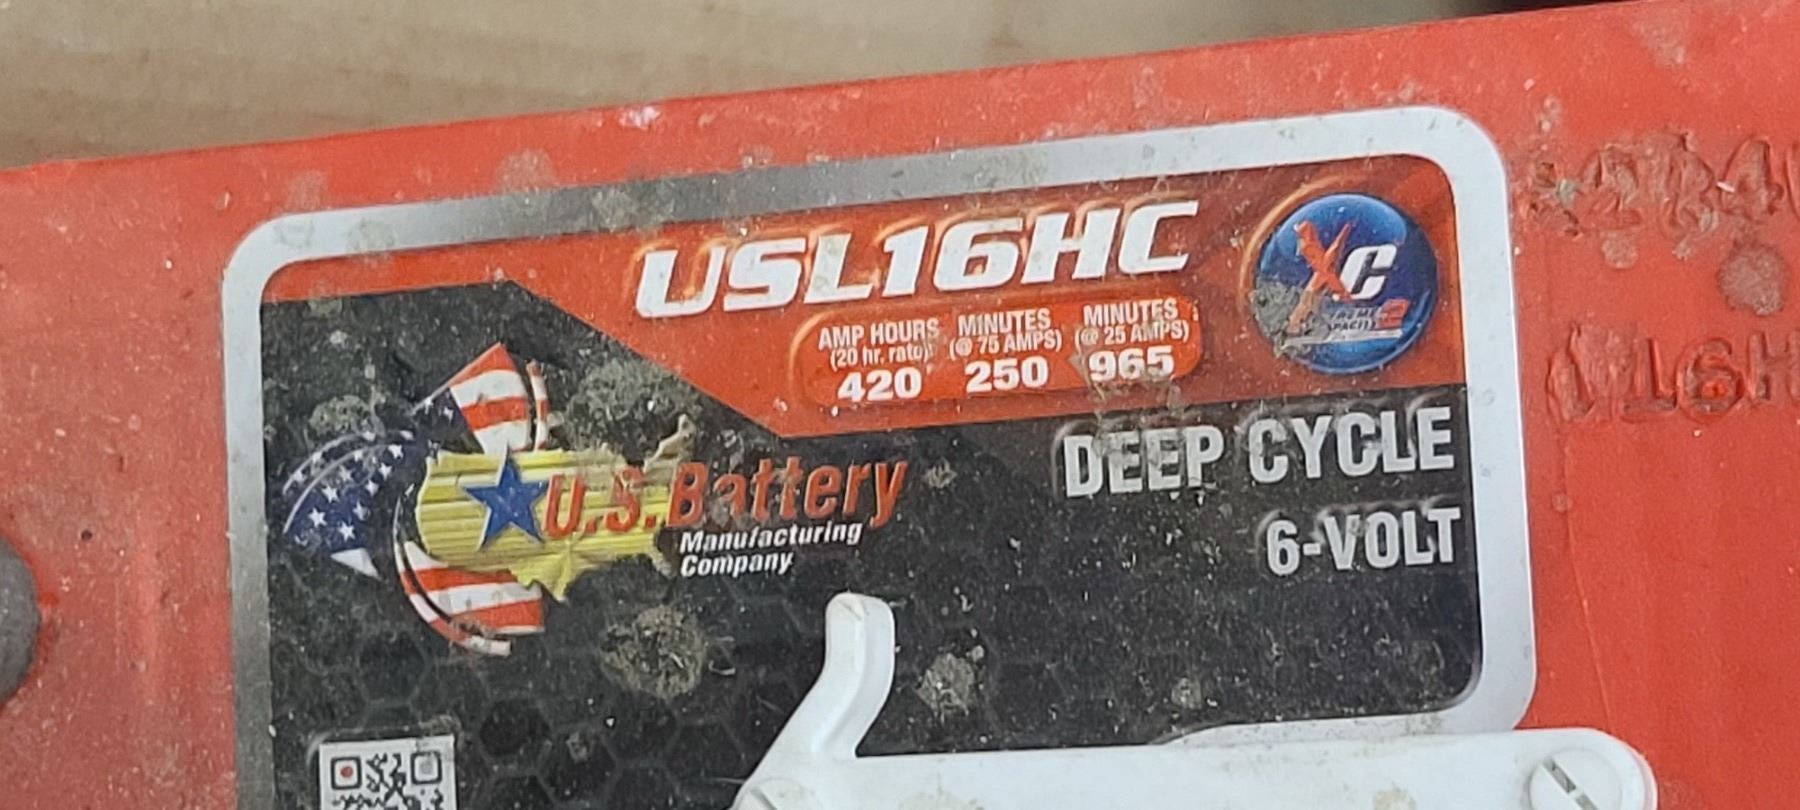 USL16HC
AMP HOURS MINUTES MINUTES
(20 hr. rate) (@ 75 AMPS) (@ 25 AMPS)
420 250 965
XC
DEEP CYCLE
6-VOLT
U.S. Battery
Manufacturing
Company